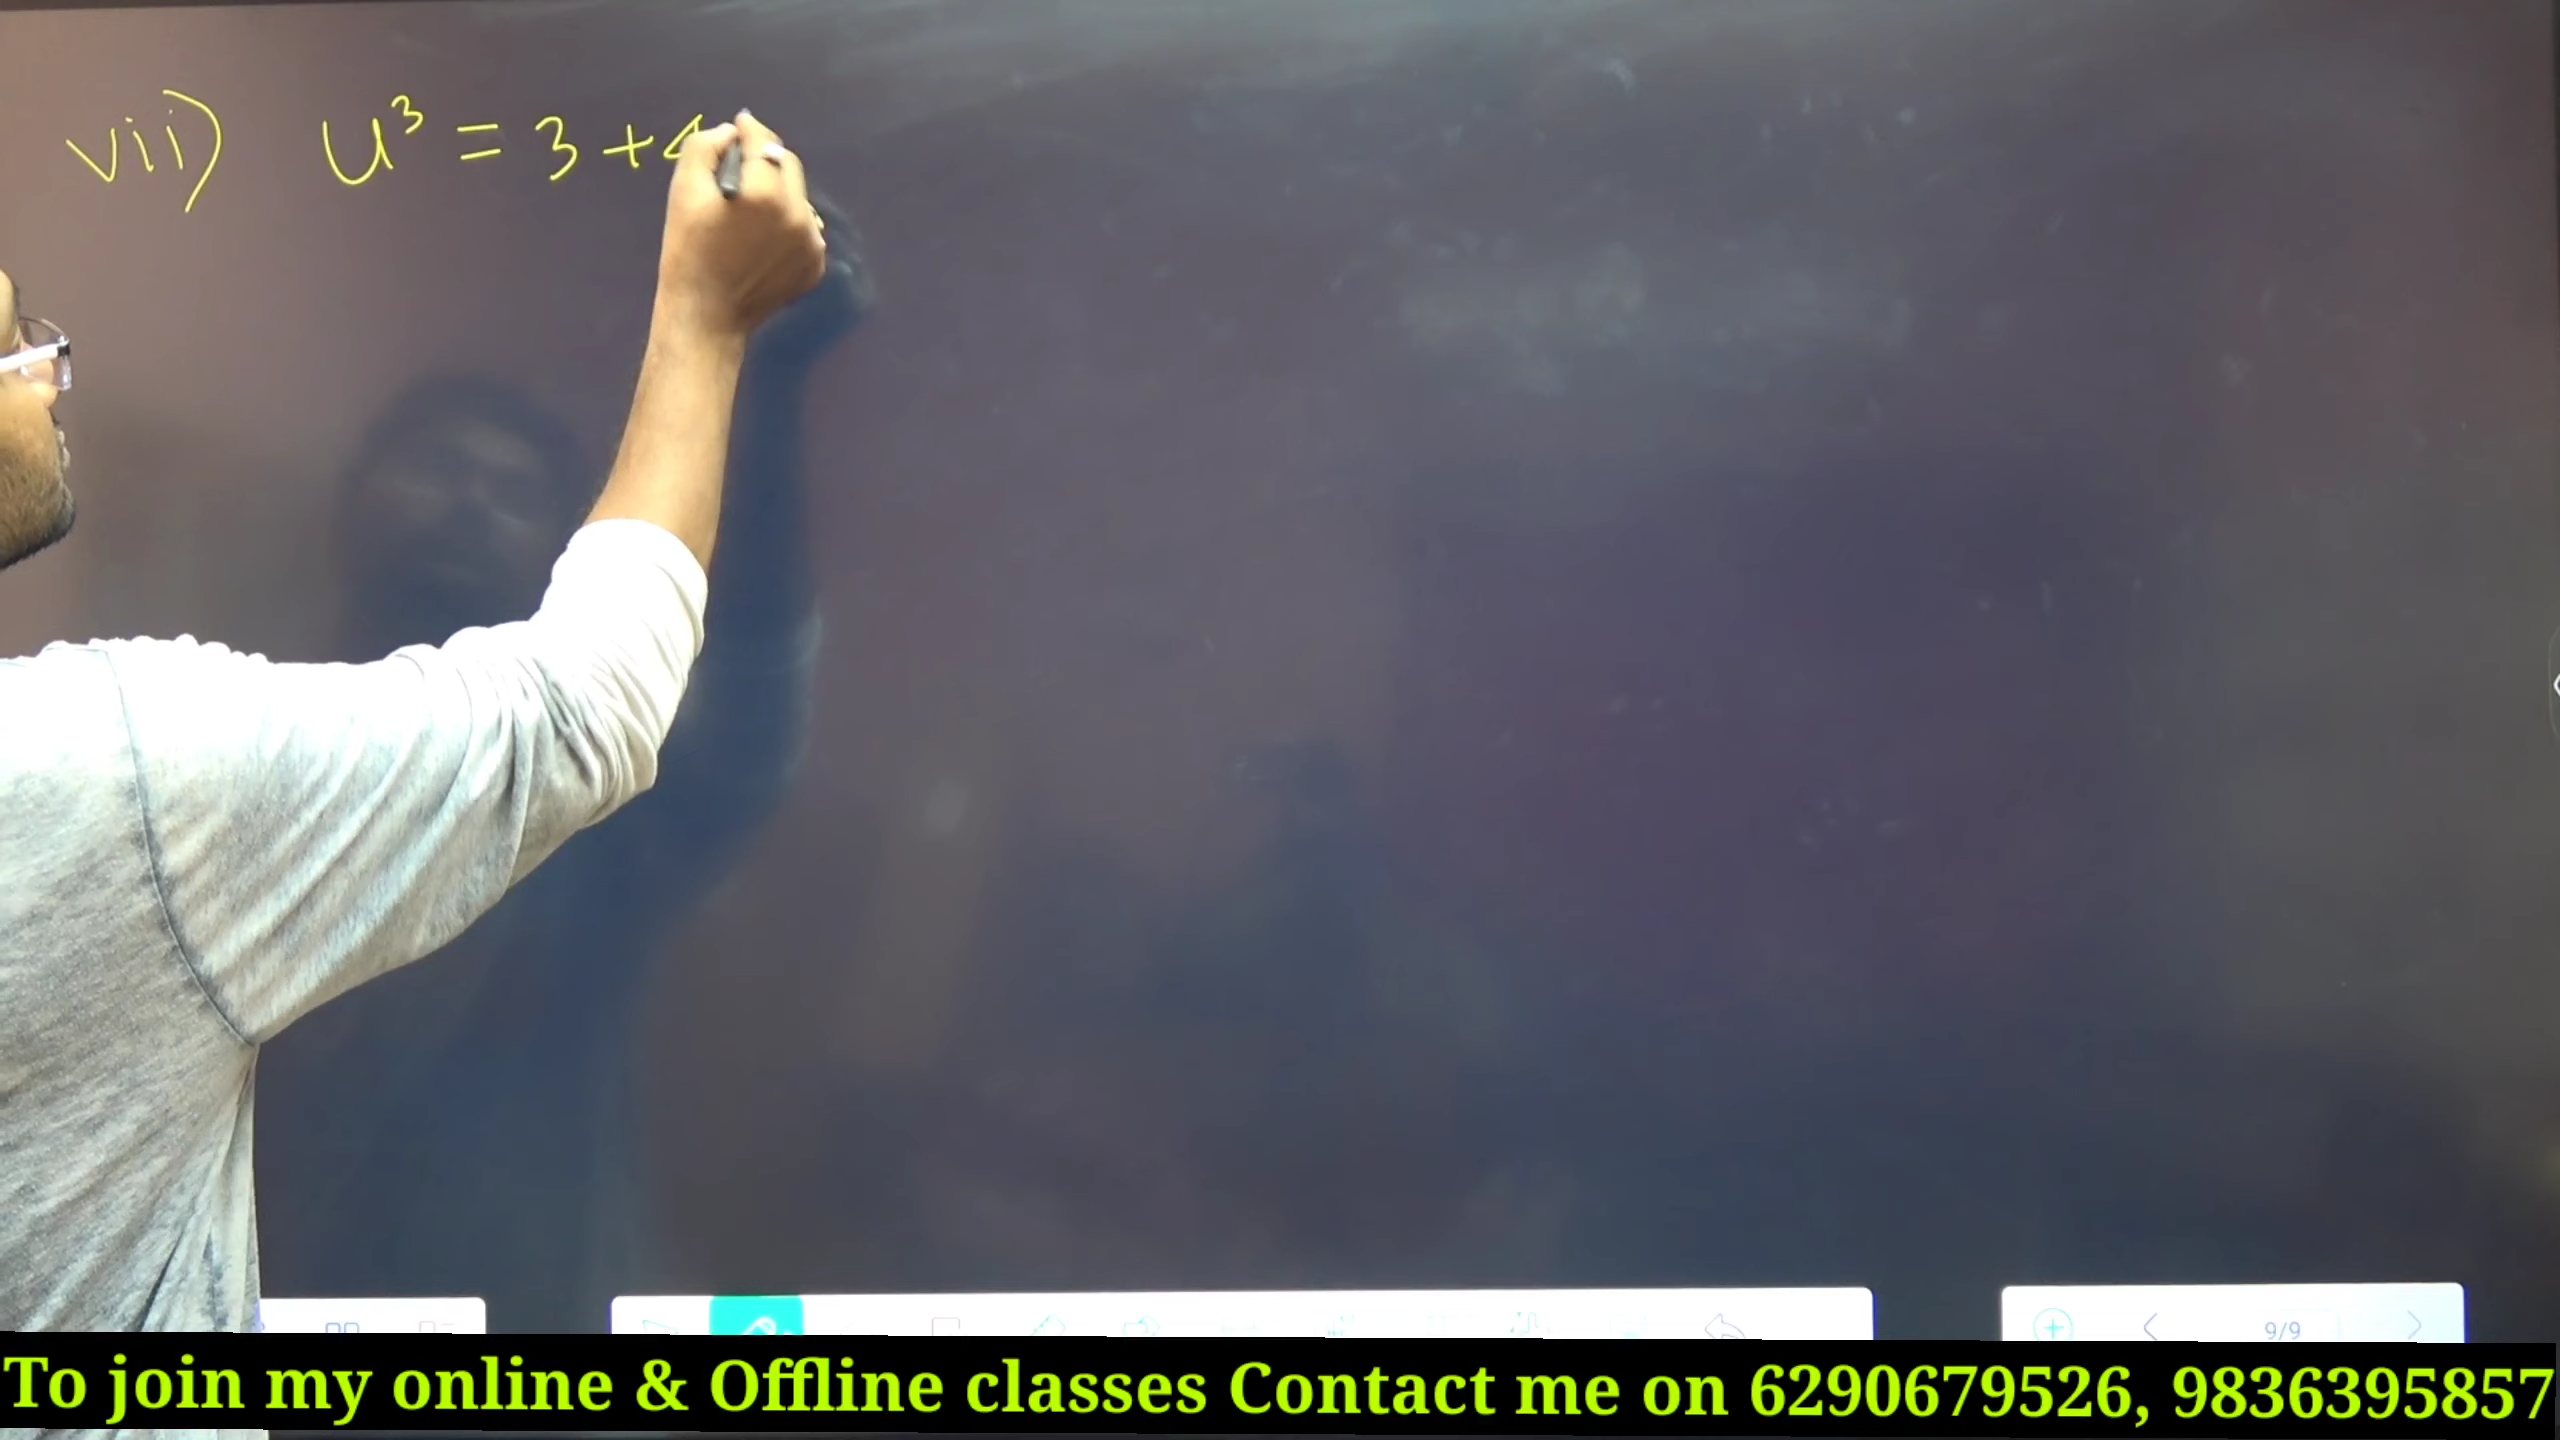 vii) u³ = 3 + 4
9/9
To join my online & Offline classes Contact me on 6290679526, 9836395857